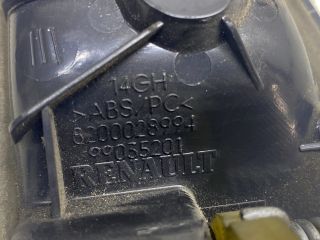 14GH
>ABS/PC<
8200028994
99035201
RENAULT